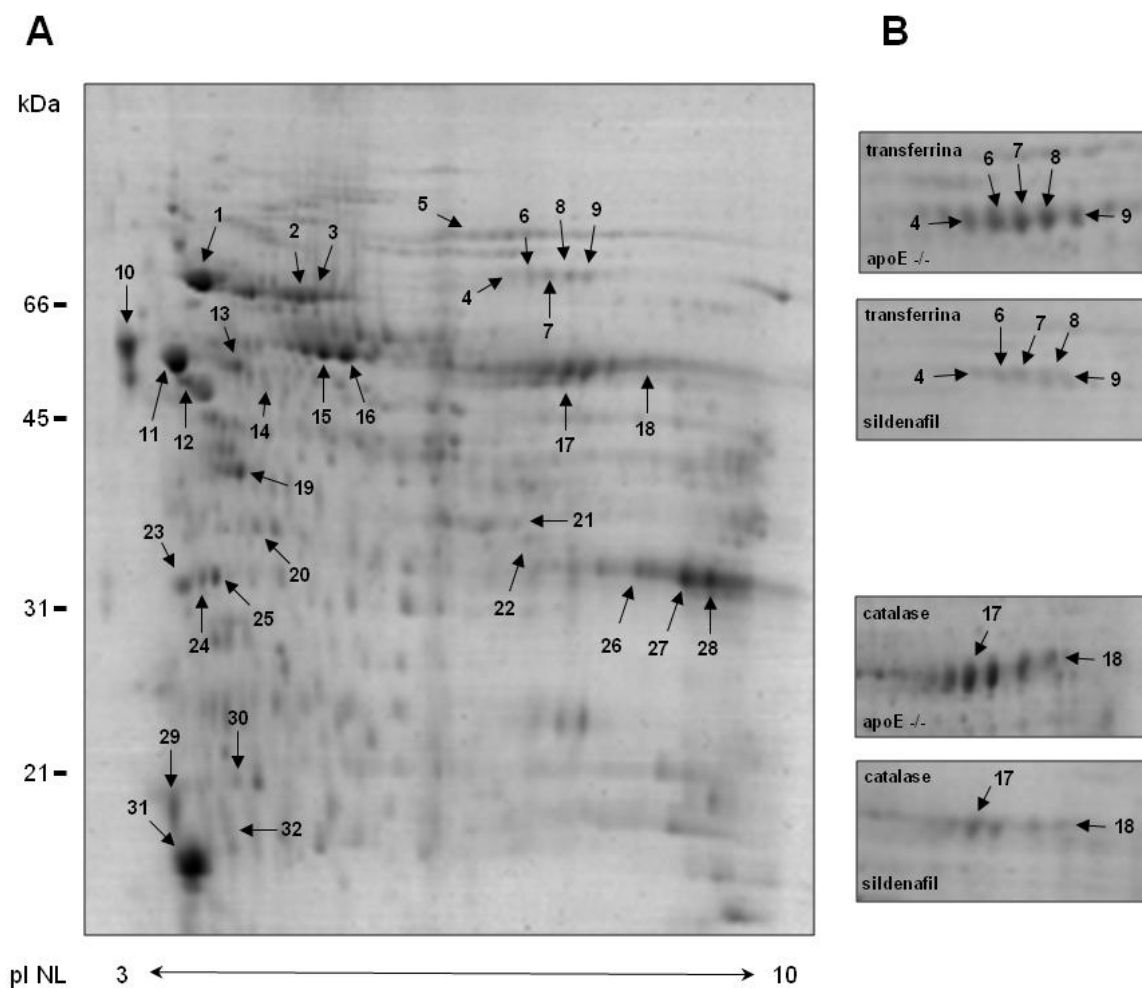 A
B
kDa
66
45
31
21
1
2
3
5
6
8
9
4
7
10
13
11
12
14
15
16
17
18
19
20
21
22
23
24
25
26
27
28
29
30
31
32
pI NL 3 10
transferrina
6 7 8
4 9
apoE -/-
transferrina
6 7 8
4 9
sildenafil
catalase 17
18
apoE -/-
catalase 17
18
sildenafil